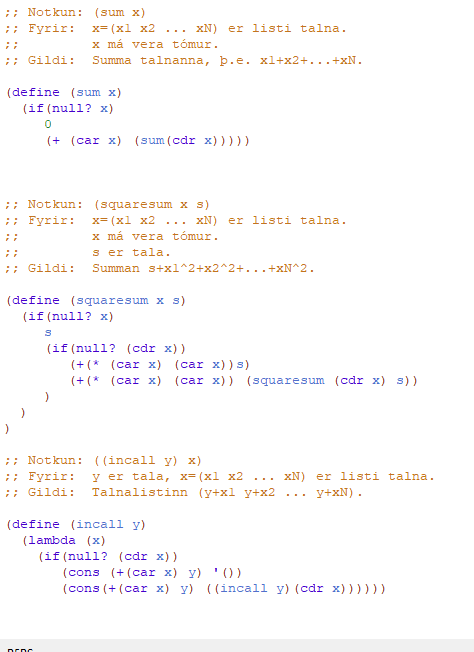 ;; Notkun: (sum x)
;; Fyrir:  x=(x1 x2 ... xN) er listi talna.
;;         x má vera tómur.
;; Gildi:  Summa talnanna, þ.e. x1+x2+...+xN.
(define (sum x)
  (if(null? x)
     0
     (+ (car x) (sum(cdr x)))))
;; Notkun: (squaresum x s)
;; Fyrir:  x=(x1 x2 ... xN) er listi talna.
;;         x má vera tómur.
;;         s er tala.
;; Gildi:  Summan s+x1^2+x2^2+...+xN^2.
(define (squaresum x s)
  (if(null? x)
     s
     (if(null? (cdr x))
        (+(* (car x) (car x))s)
        (+(* (car x) (car x)) (squaresum (cdr x) s))
     )
  )
)
;; Notkun: ((incall y) x)
;; Fyrir:  y er tala, x=(x1 x2 ... xN) er listi talna.
;; Gildi:  Talnalistinn (y+x1 y+x2 ... y+xN).
(define (incall y)
  (lambda (x)
    (if(null? (cdr x))
       (cons (+(car x) y) '())
       (cons(+(car x) y) ((incall y)(cdr x))))))